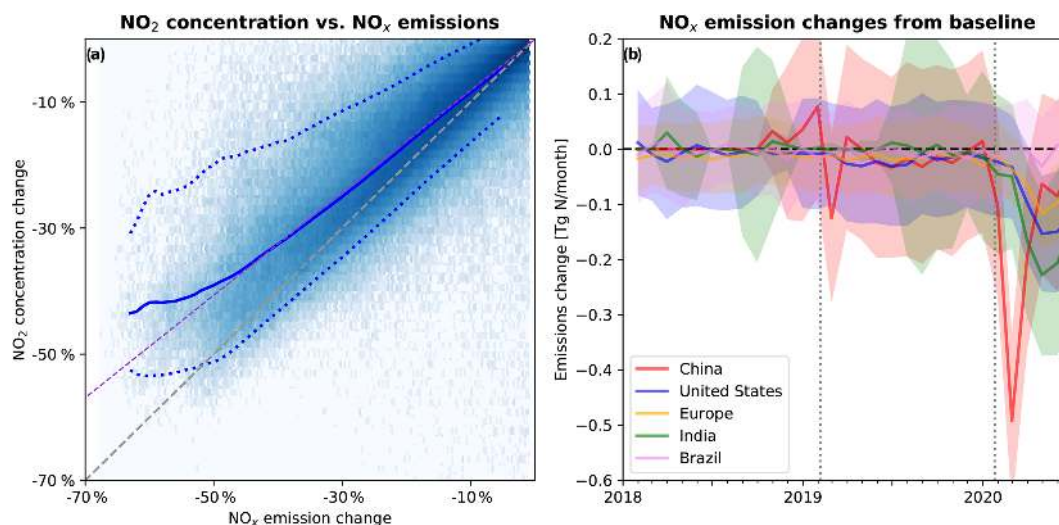 NO2 concentration vs. NOx emissions
(a)
-10 %
-30 %
-50 %
-70 %
NO2 concentration change
-70 %
-50 %
-30 %
-10 %
NOx emission change
NOx emission changes from baseline
(b)
0.2
0.1
0.0
-0.1
-0.2
-0.3
-0.4
-0.5
-0.6
Emissions change [Tg N/month]
China
United States
Europe
India
Brazil
2018
2019
2020